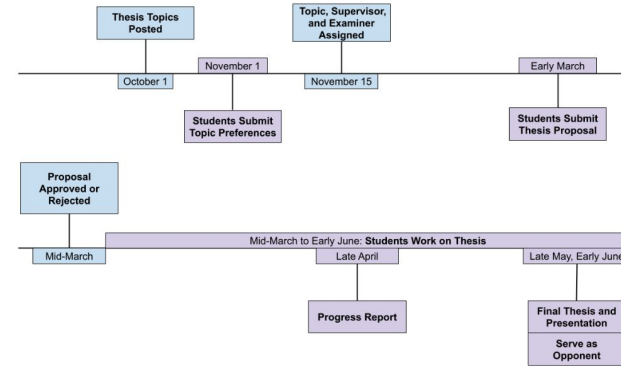 Thesis Topics
Posted
October 1
November 1
Students Submit
Topic Preferences
Topic, Supervisor,
and Examiner
Assigned
November 15
Early March
Students Submit
Thesis Proposal
Proposal
Approved or
Rejected
Mid-March
Mid-March to Early June: Students Work on Thesis
Late April
Progress Report
Late May, Early June
Final Thesis and
Presentation
Serve as
Opponent